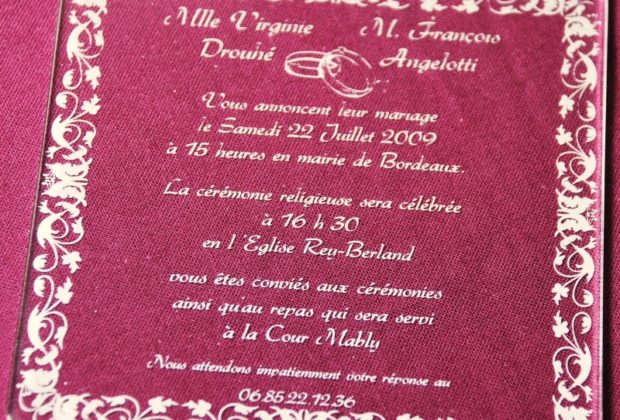 Mlle Virginie M. François
Drouhé Angelotti
Vous annoncent leur mariage
le Samedi 22 Juillet 2009
à 15 heures en mairie de Bordeaux.
La cérémonie religieuse sera célébrée
à 16 h 30
en l'Eglise Rey-Berland
vous êtes conviés aux cérémonies
ainsi qu'au repas qui sera servi
à la Cour Mably
Nous attendons impatiemment votre réponse au
06.85.22.12.36